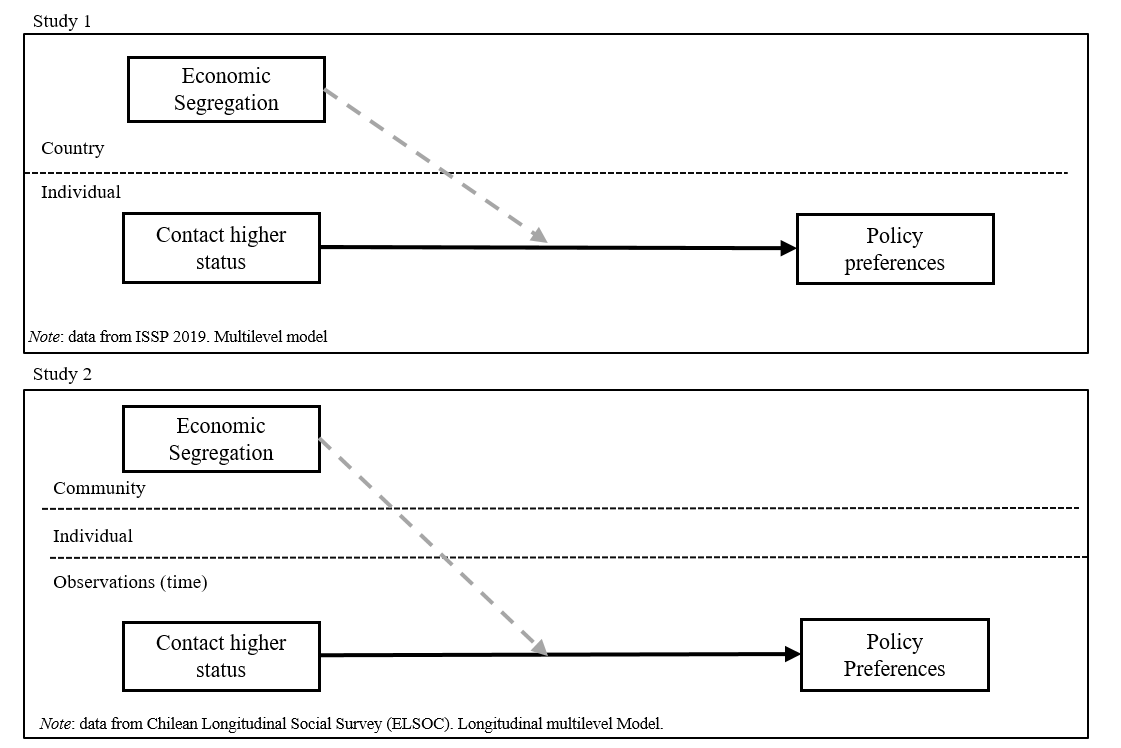 Study 1
Economic
Segregation
Country
Individual
Contact higher
status
Policy
preferences
Note: data from ISSP 2019. Multilevel model
Study 2
Economic
Segregation
Community
Individual
Observations (time)
Contact higher
status
Policy
Preferences
Note: data from Chilean Longitudinal Social Survey (ELSOC). Longitudinal multilevel Model.